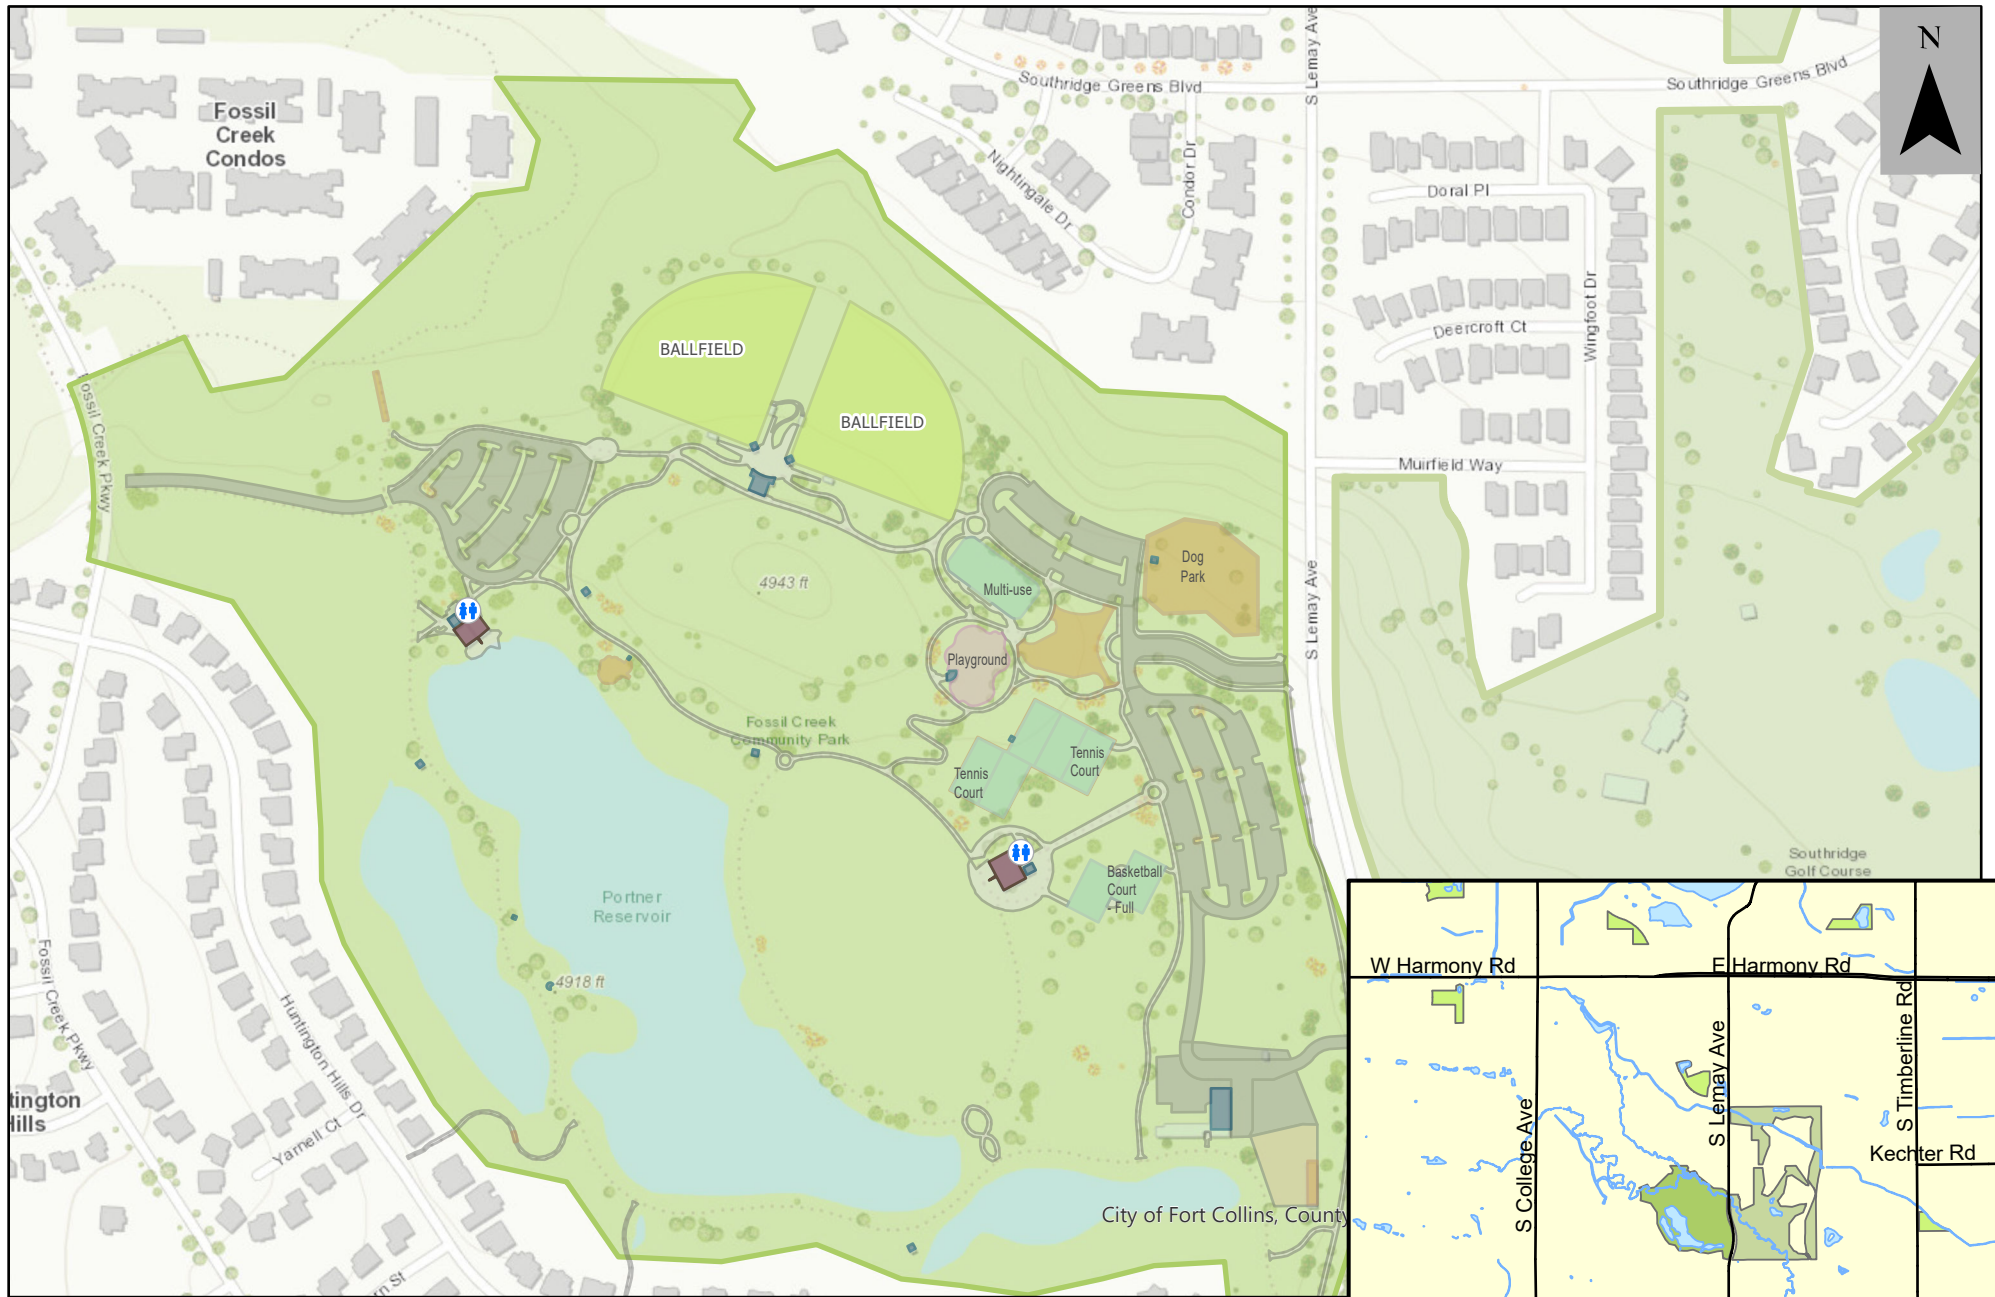 N
S Lemay Ave
Southridge Greens Blvd
Southridge Greens Blvd
Fossil
Creek
Condos
Nightingale Dr
Condor Dr
Doral Pl
Wingfoot Dr
Deercroft Ct
BALLFIELD
BALLFIELD
Fossil Creek Pkwy
Muirfield Way
Dog
Park
4943 ft
Multi-use
S Lemay Ave
Playground
Fossil Creek
Community Park
Tennis
Court
Tennis
Court
Basketball
Court
- Full
Southridge
Golf Course
Portner
Reservoir
4918 ft
Fossil Creek Pkwy
Huntington Hills Dr
tington
Hills
Yarnell Ct
rn St
City of Fort Collins, County
W Harmony Rd
E Harmony Rd
S College Ave
S Lemay Ave
S Timberline Rd
Kechter Rd